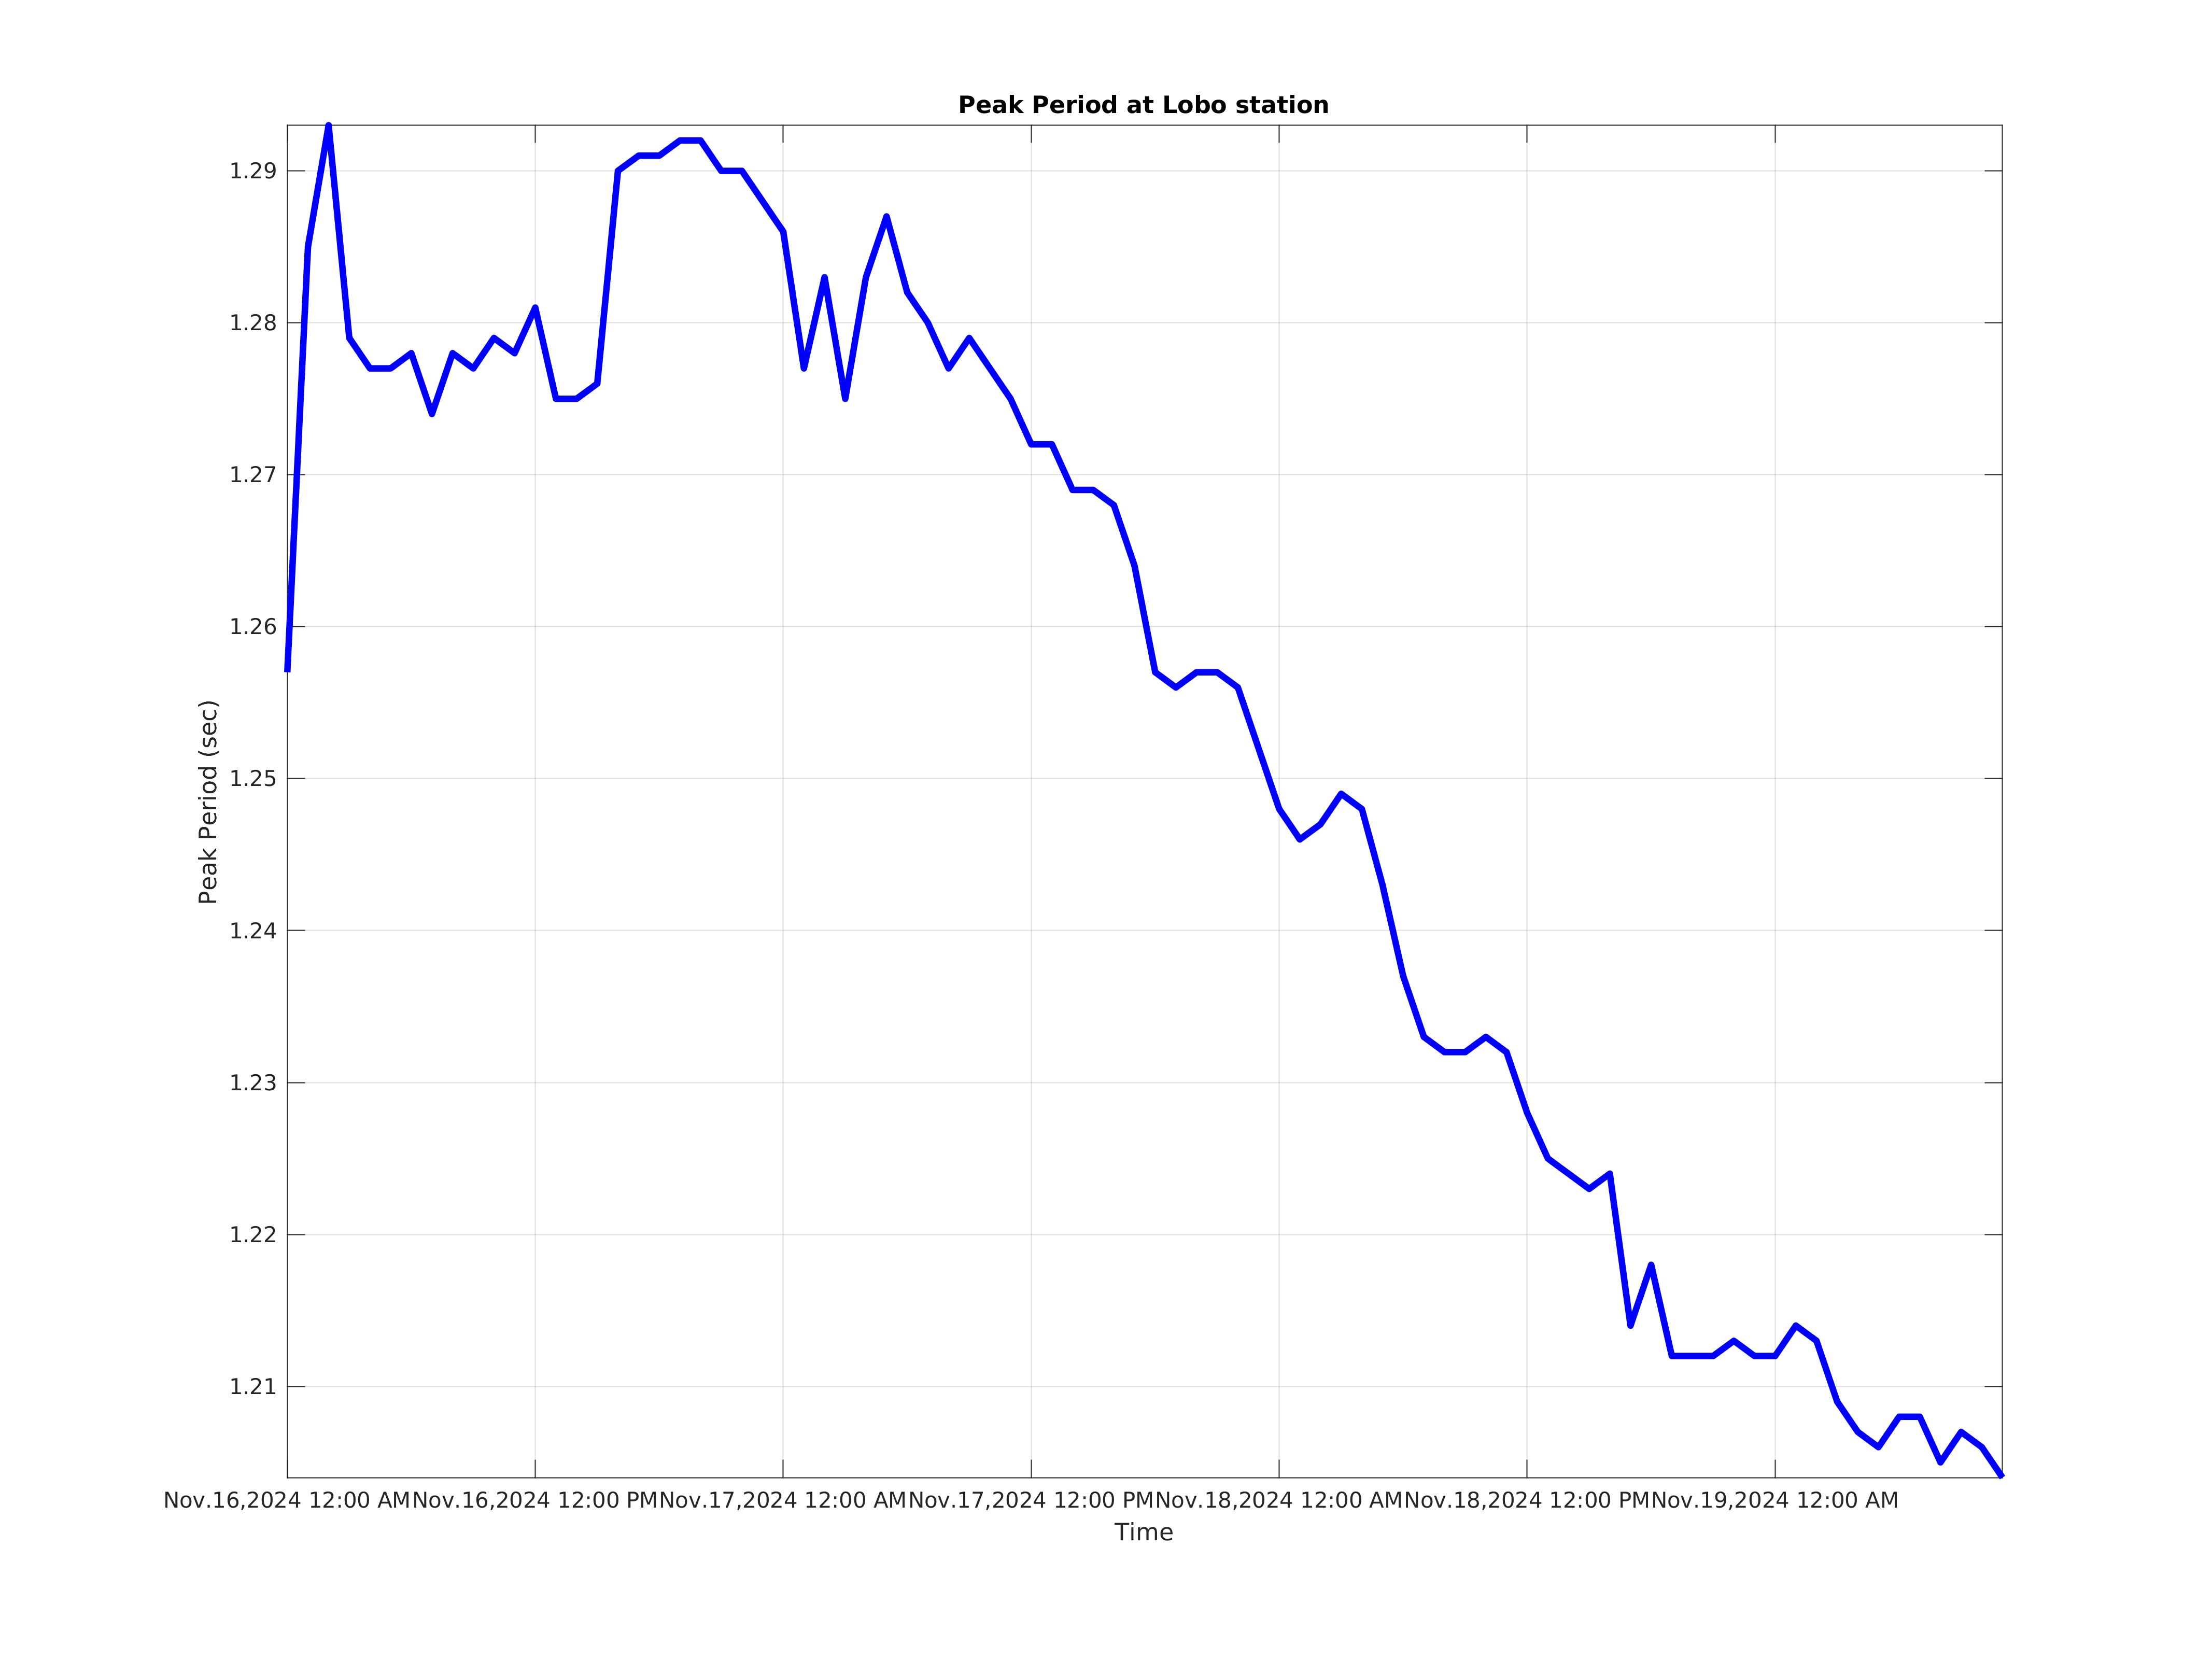 Peak Period at Lobo station
1.29
1.28
1.27
1.26
1.25
1.24
1.23
1.22
1.21
Peak Period (sec)
Nov.16,2024 12:00 AM Nov.16,2024 12:00 PM Nov.17,2024 12:00 AM Nov.17,2024 12:00 PM Nov.18,2024 12:00 AM Nov.18,2024 12:00 PM Nov.19,2024 12:00 AM
Time